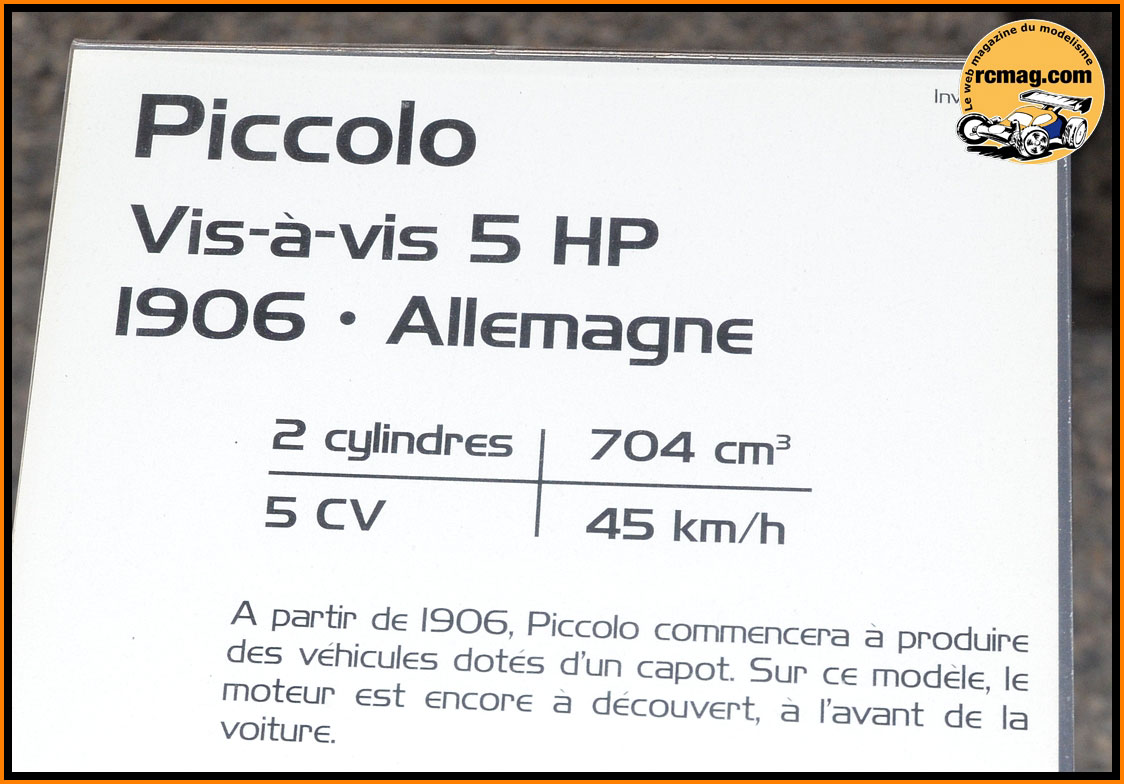 Le web magazine du modelisme
rcmag.com
Piccolo
Vis-à-vis 5 HP
1906 • Allemagne
2 cylindres 704 cm³
5 CV 45 km/h
A partir de 1906, Piccolo commencera à produire
des véhicules dotés d'un capot. Sur ce modèle, le
moteur est encore à découvert, à l'avant de la
voiture.